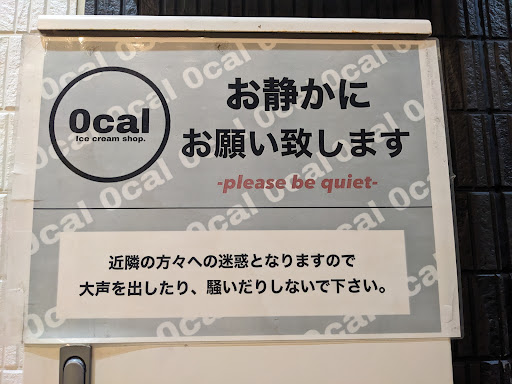 0cal
Ice cream shop.
お静かに
お願い致します
-please be quiet-
近隣の方々への迷惑となりますので
大声を出したり、騒いだりしないで下さい。